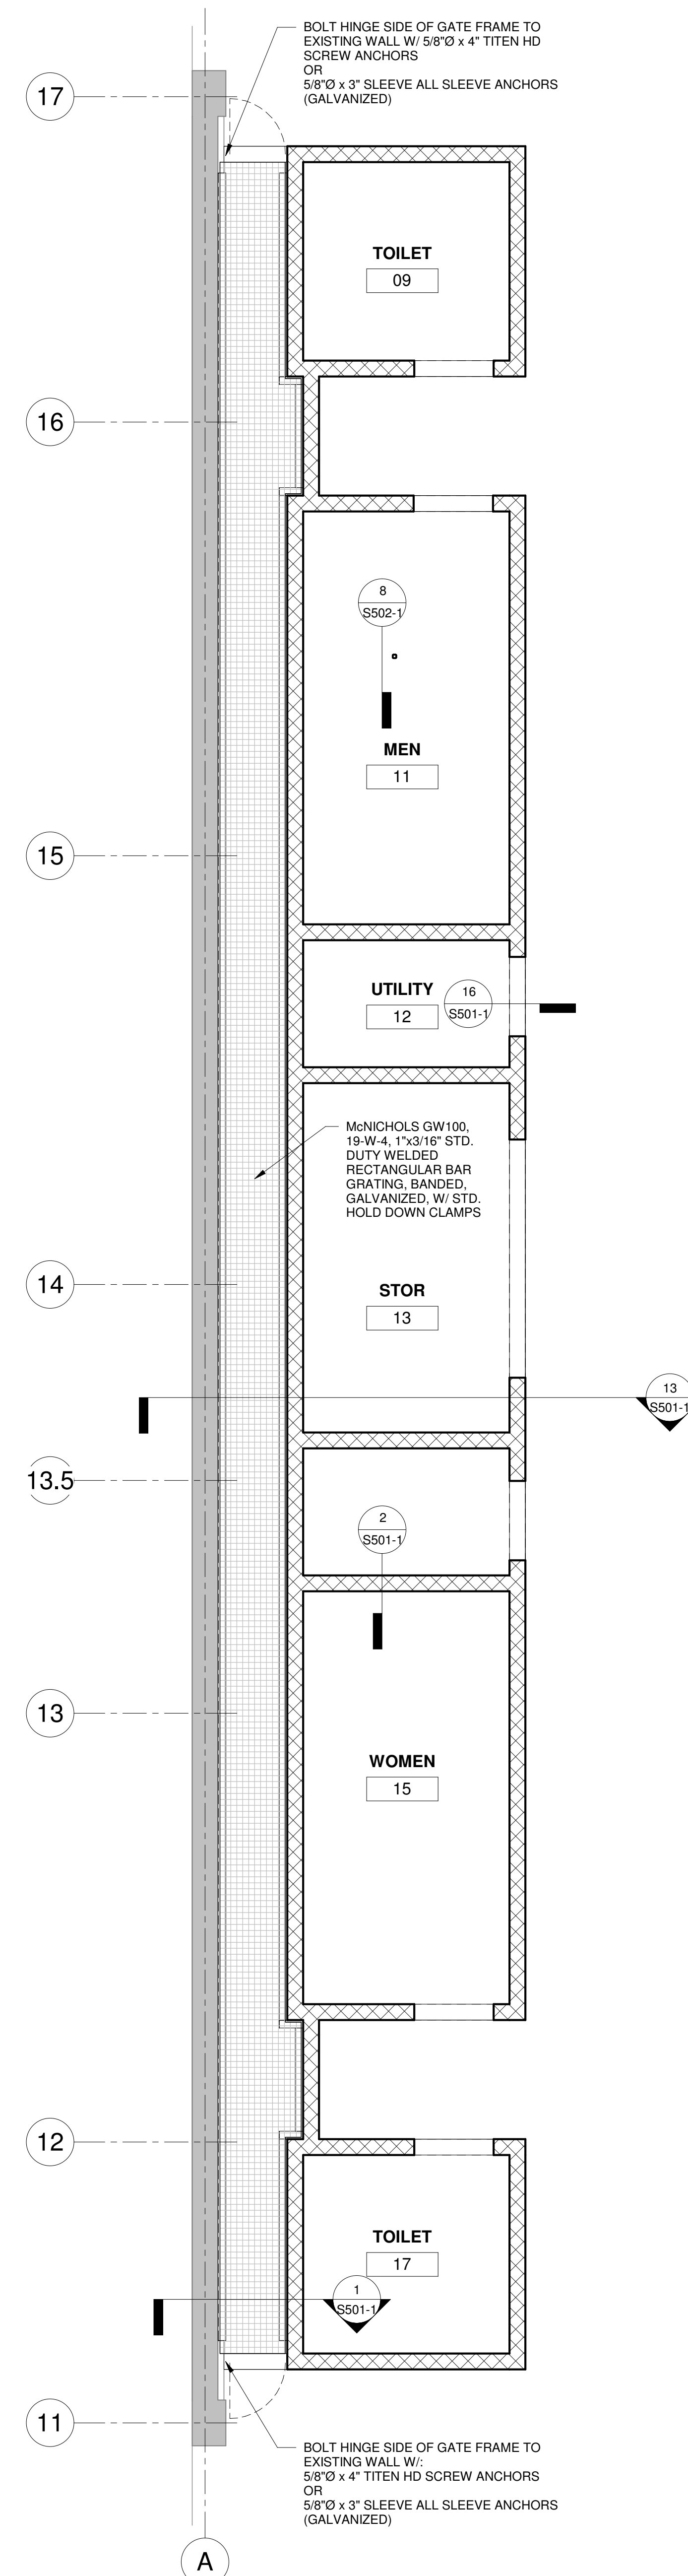 BOLT HINGE SIDE OF GATE FRAME TO
EXISTING WALL W/ 5/8"Ø x 4" TITEN HD
SCREW ANCHORS
OR
5/8"Ø x 3" SLEEVE ALL SLEEVE ANCHORS
(GALVANIZED)
17
TOILET
09
16
8
S502-1
MEN
11
15
UTILITY
12
16
S501-1
McNICHOLS GW100,
19-W-4, 1"x3/16" STD.
DUTY WELDED
RECTANGULAR BAR
GRATING, BANDED,
GALVANIZED, W/ STD.
HOLD DOWN CLAMPS
14
STOR
13
13
S501-1
13.5
2
S501-1
13
WOMEN
15
12
TOILET
17
1
S501-1
11
BOLT HINGE SIDE OF GATE FRAME TO
EXISTING WALL W/:
5/8"Ø x 4" TITEN HD SCREW ANCHORS
OR
5/8"Ø x 3" SLEEVE ALL SLEEVE ANCHORS
(GALVANIZED)
A